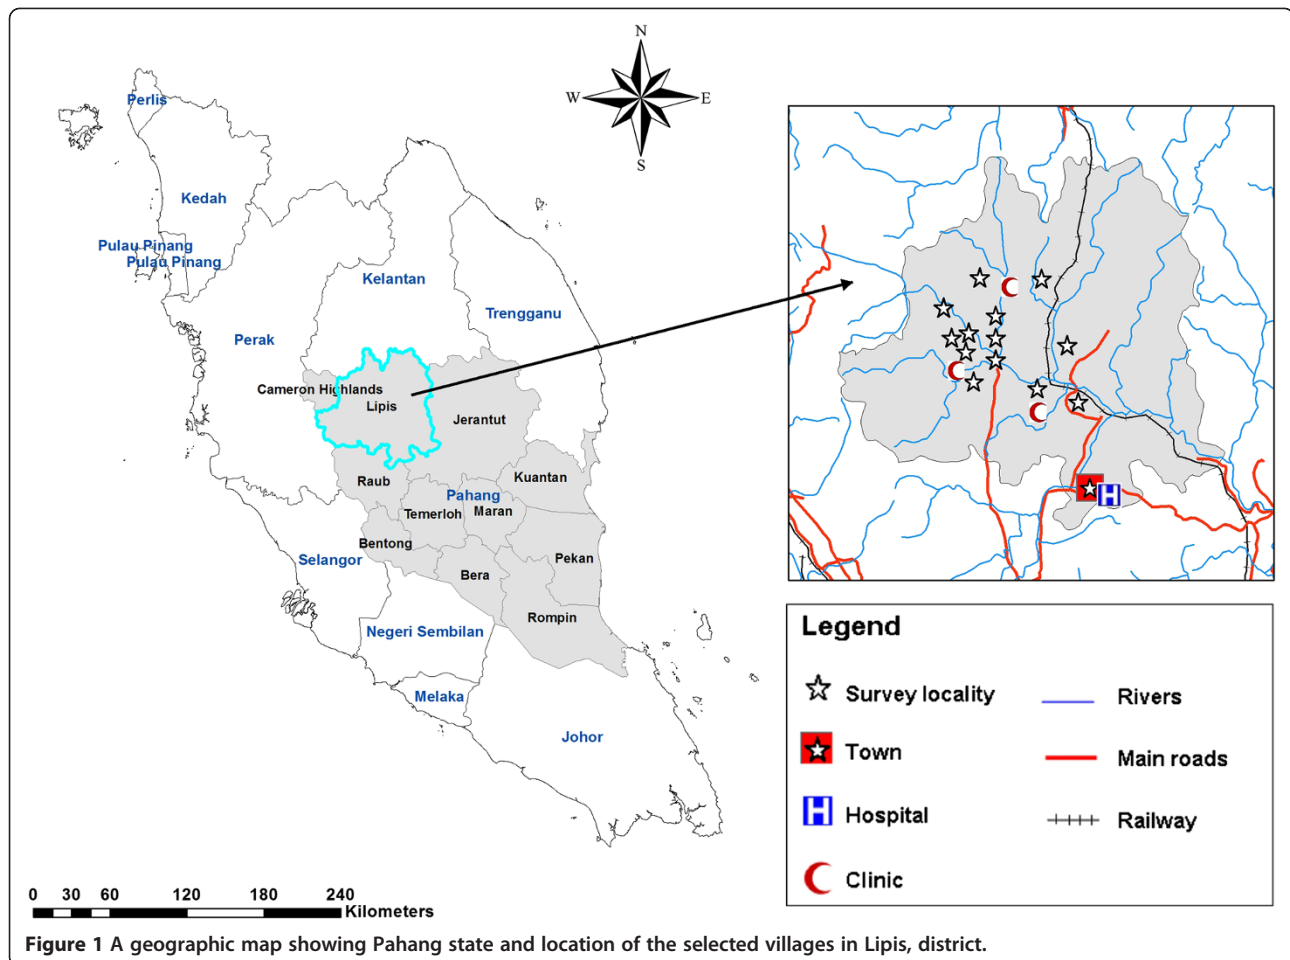 N
W
E
S
Perlis
Kedah
Pulau Pinang
Pulau Pinang
Kelantan
Trengganu
Perak
Cameron Highlands
Lipis
Jerantut
Raub
Kuantan
Pahang
Temerloh
Maran
Bentong
Selangor
Bera
Pekan
Rompin
Negeri Sembilan
Melaka
Johor
H
Legend
Survey locality
Rivers
Town
Main roads
H
Hospital
Railway
Clinic
0 30 60 120 180 240
Kilometers
Figure 1 A geographic map showing Pahang state and location of the selected villages in Lipis, district.